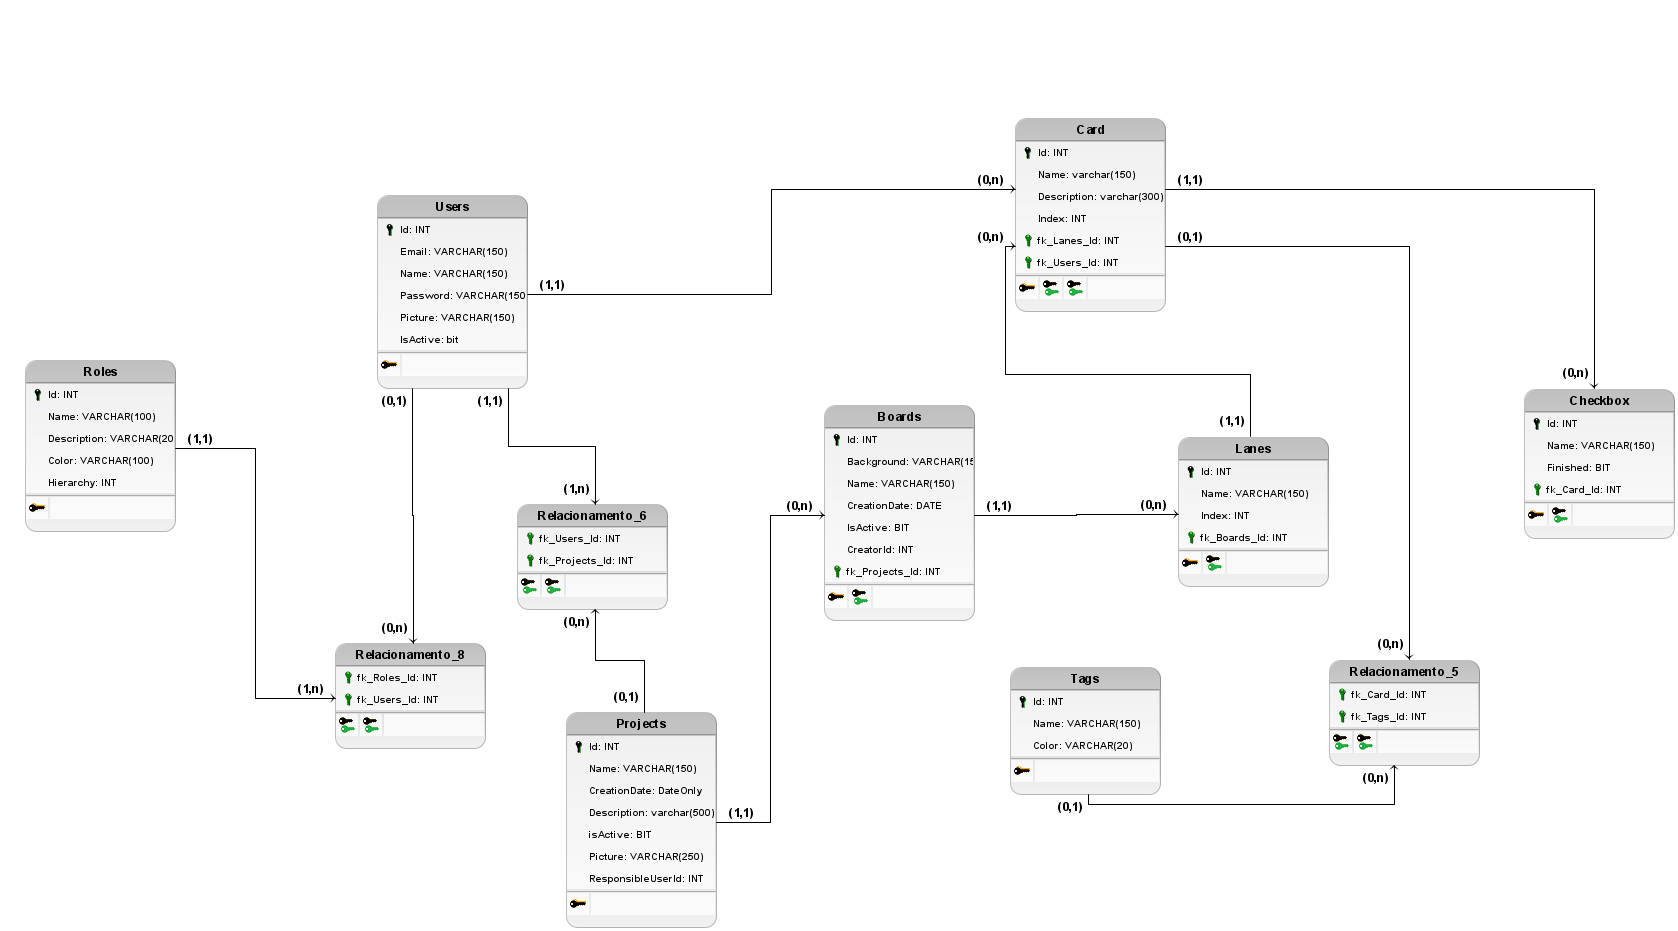 Card
Id: INT
Name: varchar(150)
Description: varchar(300)
Index: INT
fk_Lanes_Id: INT
fk_Users_Id: INT
(0,n)
(0,n)
(1,1)
(0,1)
Users
Id: INT
Email: VARCHAR(150)
Name: VARCHAR(150)
Password: VARCHAR(150
Picture: VARCHAR(150)
IsActive: bit
(1,1)
(0,1)
(1,1)
Roles
Id: INT
Name: VARCHAR(100)
Description: VARCHAR(20
Color: VARCHAR(100)
Hierarchy: INT
(1,1)
(0,n)
Checkbox
Id: INT
Name: VARCHAR(150)
Finished: BIT
fk_Card_Id: INT
Boards
Id: INT
Background: VARCHAR(15
Name: VARCHAR(150)
CreationDate: DATE
IsActive: BIT
CreatorId: INT
fk_Projects_Id: INT
(0,n)
(1,1)
(1,1)
(0,n)
Lanes
Id: INT
Name: VARCHAR(150)
Index: INT
fk_Boards_Id: INT
(1,n)
Relacionamento_6
fk_Users_Id: INT
fk_Projects_Id: INT
(0,n)
(0,n)
(1,n)
Relacionamento_8
fk_Roles_Id: INT
fk_Users_Id: INT
(0,1)
Projects
Id: INT
Name: VARCHAR(150)
CreationDate: DateOnly
Description: varchar(500)
isActive: BIT
Picture: VARCHAR(250)
ResponsibleUserId: INT
(1,1)
Tags
Id: INT
Name: VARCHAR(150)
Color: VARCHAR(20)
(0,1)
(0,n)
Relacionamento_5
fk_Card_Id: INT
fk_Tags_Id: INT
(0,n)